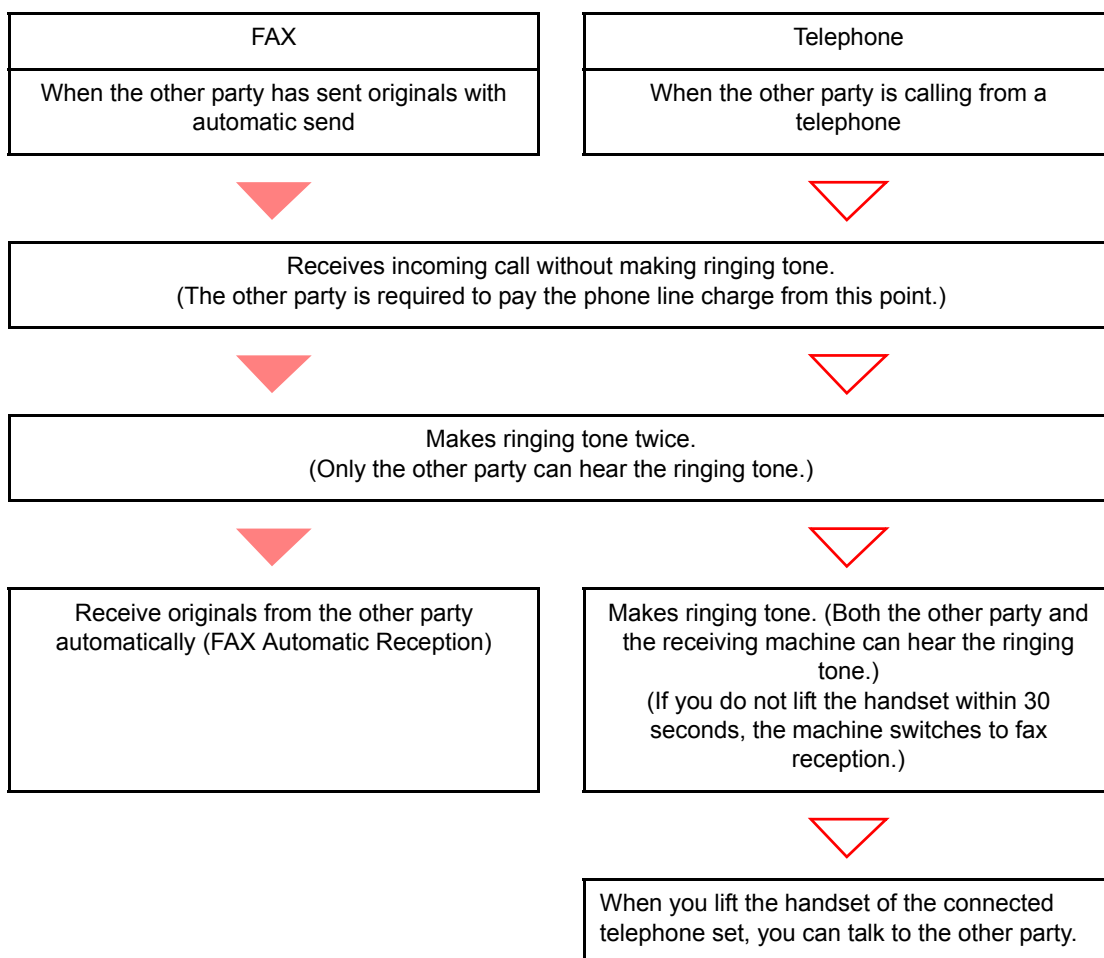 FAX
When the other party has sent originals with
automatic send
Telephone
When the other party is calling from a
telephone
Receives incoming call without making ringing tone.
(The other party is required to pay the phone line charge from this point.)
Makes ringing tone twice.
(Only the other party can hear the ringing tone.)
Receive originals from the other party
automatically (FAX Automatic Reception)
Makes ringing tone. (Both the other party and
the receiving machine can hear the ringing
tone.)
(If you do not lift the handset within 30
seconds, the machine switches to fax
reception.)
When you lift the handset of the connected
telephone set, you can talk to the other party.